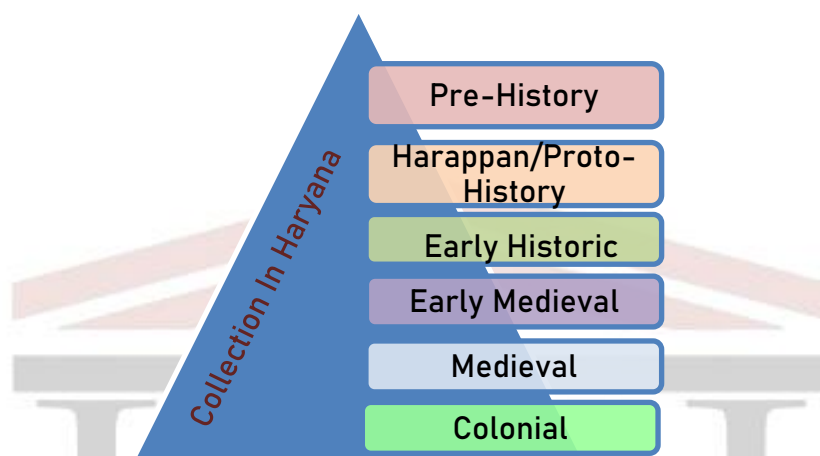 Collection In Haryana
Pre-History
Harappan/Proto-
History
Early Historic
Early Medieval
Medieval
Colonial